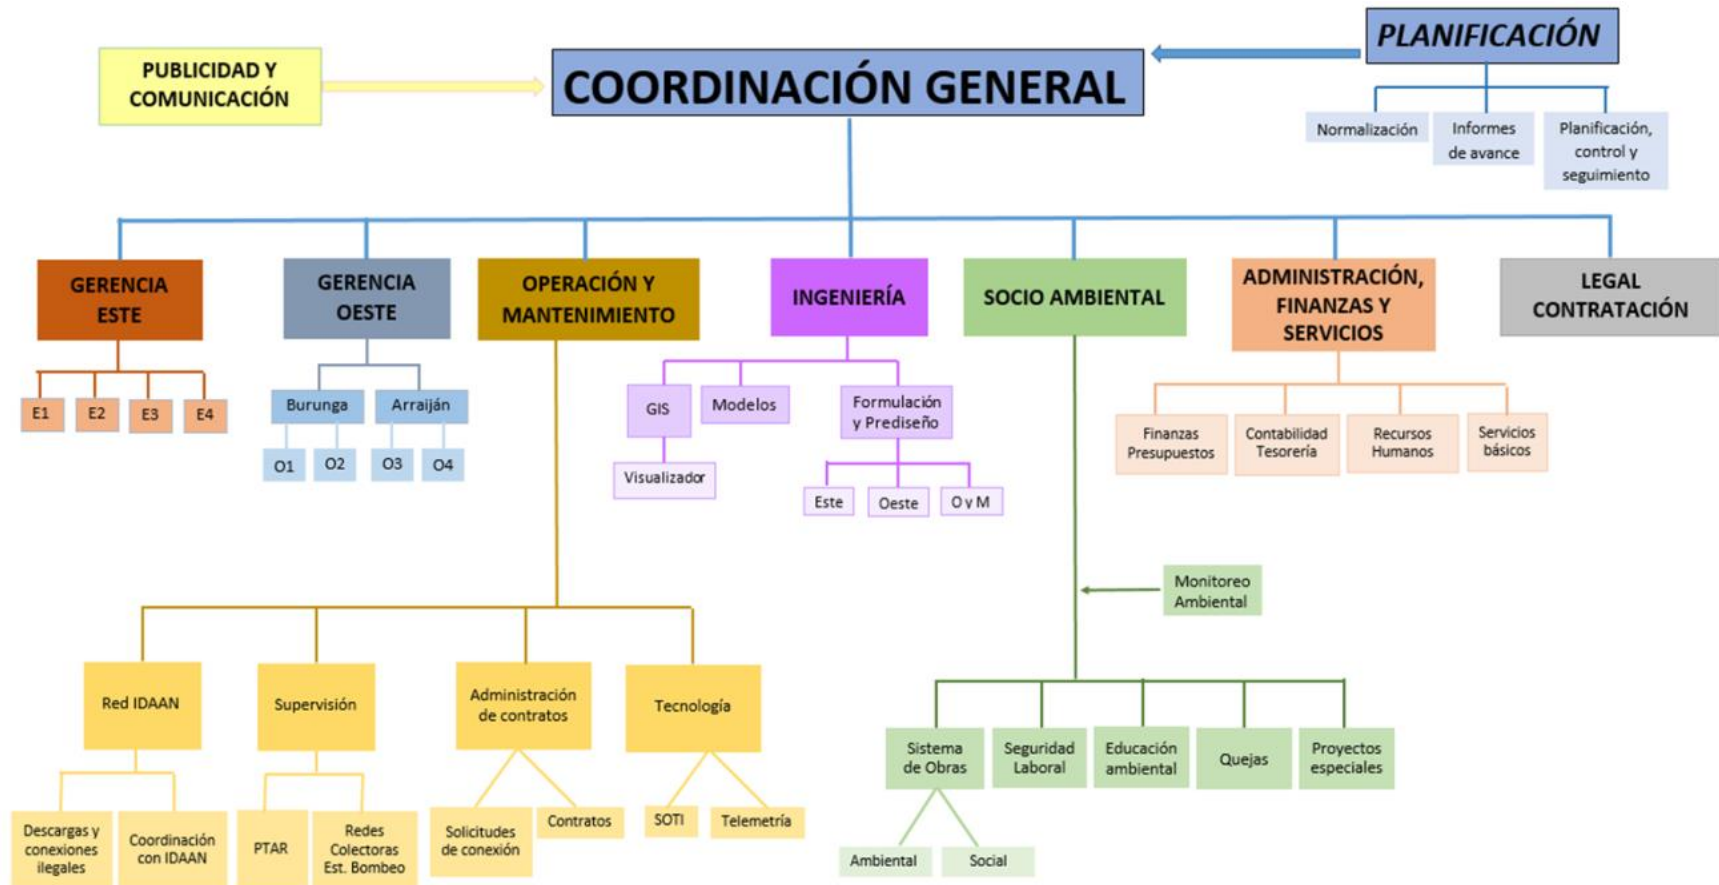 PUBLICIDAD Y
COMUNICACIÓN
COORDINACIÓN GENERAL
PLANIFICACIÓN
Normalización
Informes
de avance
Planificación,
control y
seguimiento
GERENCIA
ESTE
GERENCIA
OESTE
OPERACIÓN Y
MANTENIMIENTO
INGENIERÍA
SOCIO AMBIENTAL
ADMINISTRACIÓN,
FINANZAS Y
SERVICIOS
LEGAL
CONTRATACIÓN
E1
E2
E3
E4
Burunga
Arraiján
O1
O2
O3
O4
GIS
Modelos
Formulación
y Prediseño
Visualizador
Este
Oeste
O y M
Finanzas
Presupuestos
Contabilidad
Tesorería
Recursos
Humanos
Servicios
básicos
Monitoreo
Ambiental
Red IDAAN
Supervisión
Administración
de contratos
Tecnología
Descargas y
conexiones
ilegales
Coordinación
con IDAAN
PTAR
Redes
Colectoras
Est. Bombeo
Solicitudes
de conexión
Contratos
SOTI
Telemetría
Sistema
de Obras
Seguridad
Laboral
Educación
ambiental
Quejas
Proyectos
especiales
Ambiental
Social